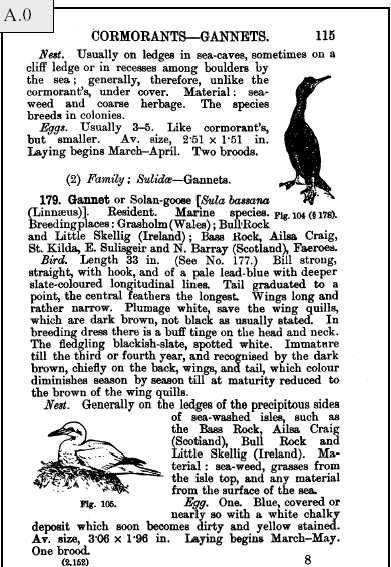 A.0
CORMORANTS—GANNETS. 115
Nest. Usually on ledges in sea-caves, sometimes on a
cliff ledge or in recesses among boulders by
the sea; generally, therefore, unlike the
cormorant's, under cover. Material: sea-
weed and coarse herbage. The species
breeds in colonies.
Eggs. Usually 3-5. Like cormorant's,
but smaller. Av. size, 2·51 × 1·51 in.
Laying begins March-April. Two broods.
(2) Family: Sulidæ—Gannets.
179. Gannet or Solan-goose [Sula bassana
(Linnæus)]. Resident. Marine species.
Fig. 104 (§ 178).
Breeding places: Grasholm (Wales); Bull Rock
and Little Skellig (Ireland); Bass Rock, Ailsa Craig,
St. Kilda, E. Sulisgeir and N. Barray (Scotland), Faeroes.
Bird. Length 33 in. (See No. 177.) Bill strong,
straight, with hook, and of a pale lead-blue with deeper
slate-coloured longitudinal lines. Tail graduated to a
point, the central feathers the longest. Wings long and
rather narrow. Plumage white, save the wing quills,
which are dark brown, not black as usually stated. In
breeding dress there is a buff tinge on the head and neck.
The fledgling blackish-slate, spotted white. Immature
till the third or fourth year, and recognised by the dark
brown, chiefly on the back, wings, and tail, which colour
diminishes season by season till at maturity reduced to
the brown of the wing quills.
Nest. Generally on the ledges of the precipitous sides
of sea-washed isles, such as
the Bass Rock, Ailsa Craig
(Scotland), Bull Rock and
Little Skellig (Ireland). Ma-
terial: sea-weed, grasses from
the isle top, and any material
from the surface of the sea.
Fig. 105.
Egg. One. Blue, covered or
nearly so with a white chalky
deposit which soon becomes dirty and yellow stained.
Av. size, 3·06 × 1·96 in. Laying begins March-May.
One brood.
(2,152) 8